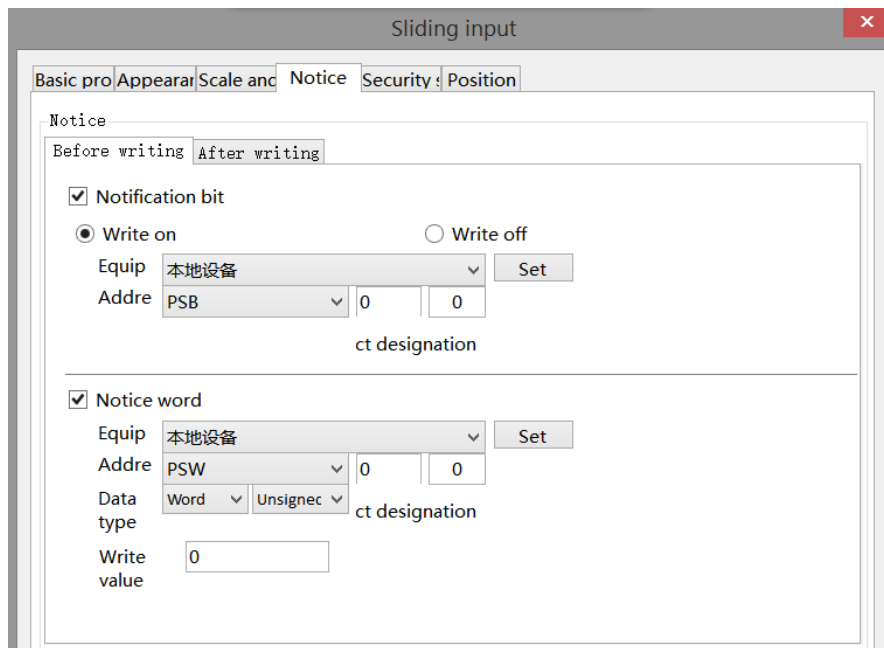 Sliding input
Basic pro Appearar Scale and Notice Security s Position
Notice
Before writing After writing
Notification bit
Write on Write off
Equip 本地设备 Set
Addre PSB 0 0
ct designation
Notice word
Equip 本地设备 Set
Addre PSW 0 0
Data type Word Unsigned
ct designation
Write value 0